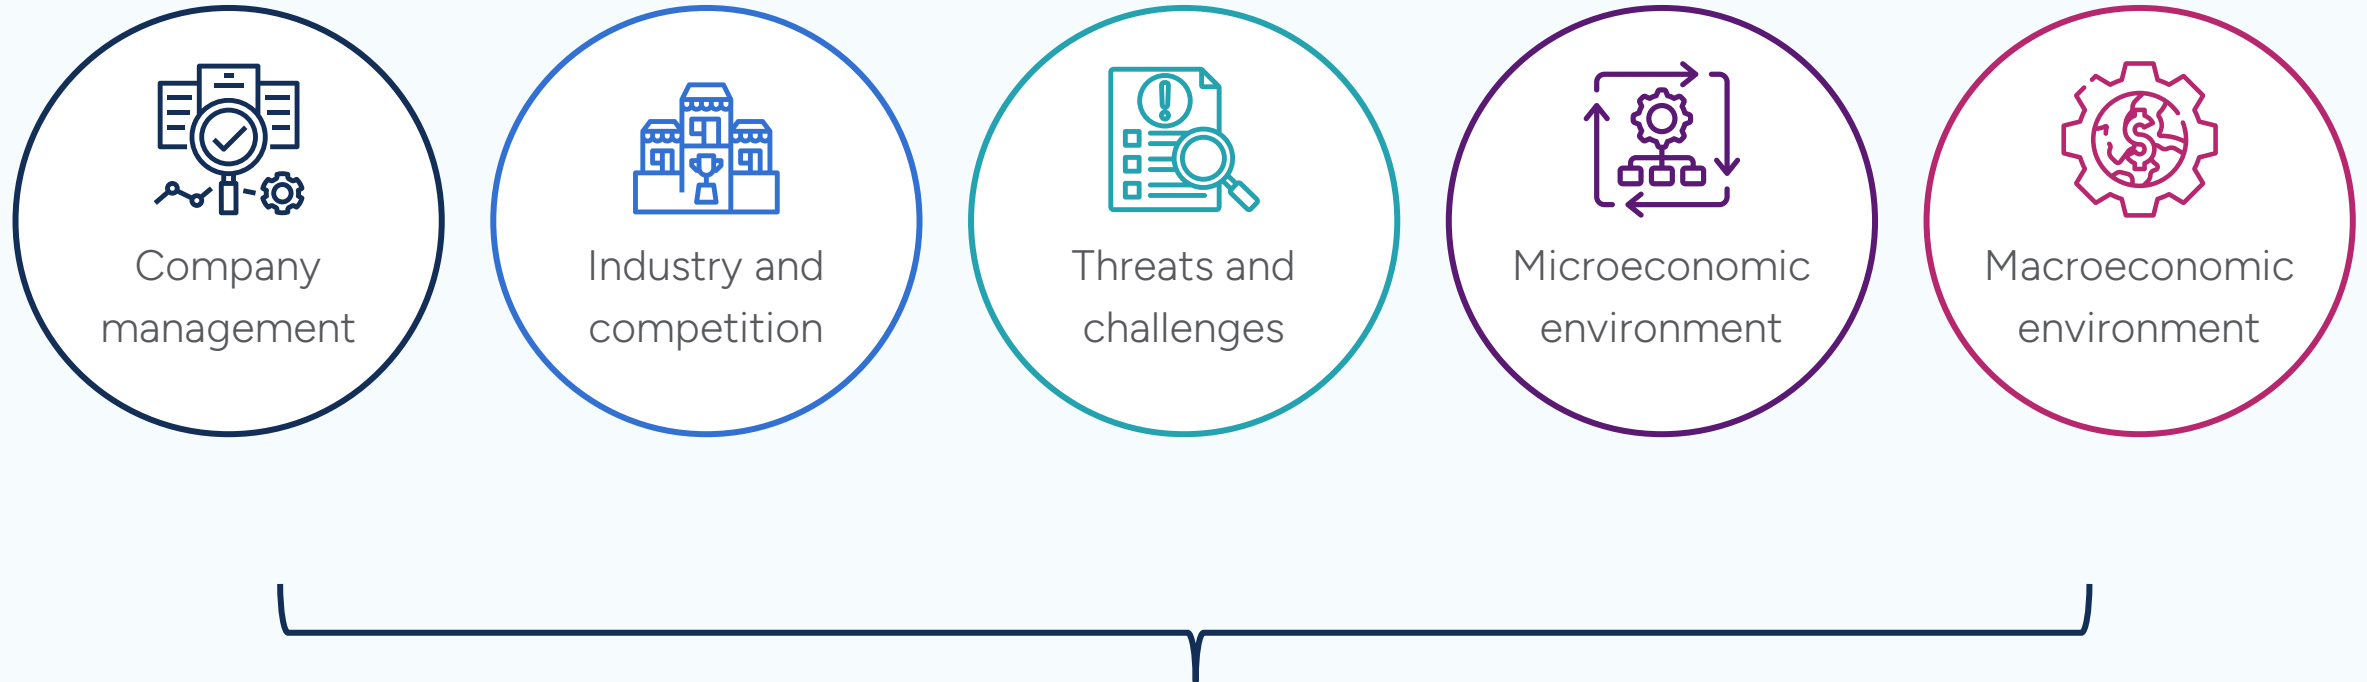 Company
management
Industry and
competition
Threats and
challenges
Microeconomic
environment
Macroeconomic
environment